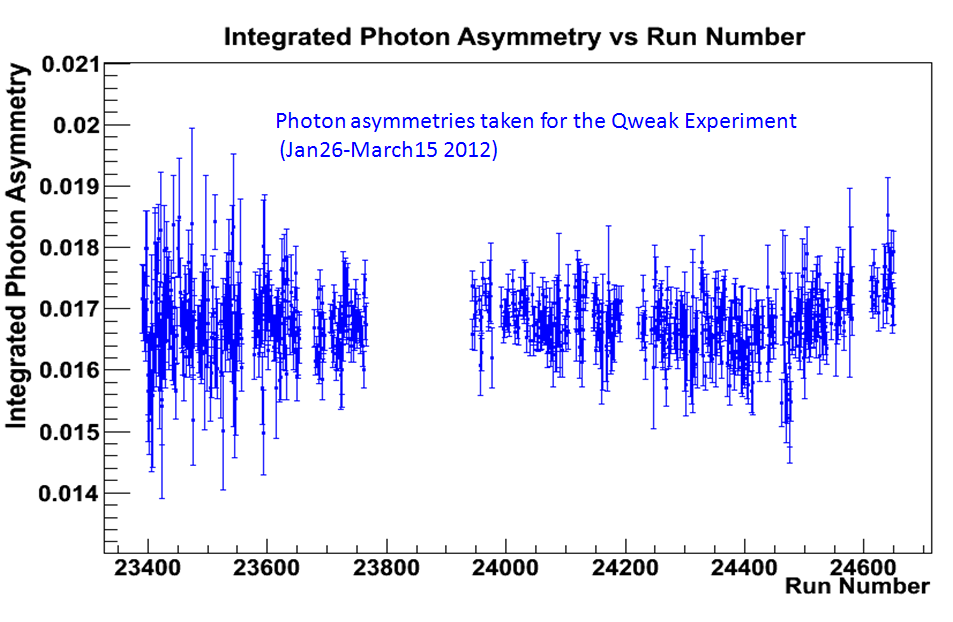 Integrated Photon Asymmetry vs Run Number
Integrated Photon Asymmetry
0.021
0.02
0.019
0.018
0.017
0.016
0.015
0.014
Photon asymmetries taken for the Qweak Experiment
(Jan26-March15 2012)
23400 23600 23800 24000 24200 24400 24600
Run Number